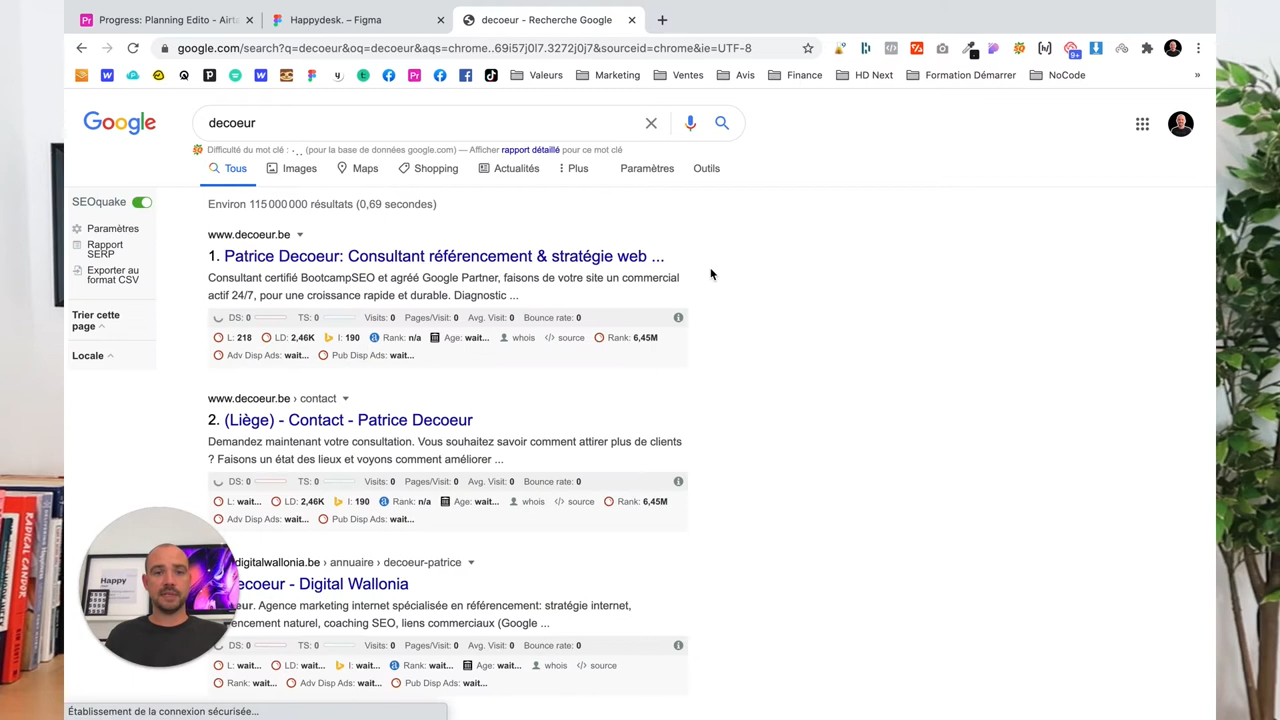 Progress: Planning Edito - Airt
Happydesk. – Figma
decoeur - Recherche Google
google.com/search?q=decoeur&oq=decoeur&aqs=chrome..69i57j0l7.3272j0j7&sourceid=chrome&ie=UTF-8
9+
Valeurs
Marketing
Ventes
Avis
Finance
HD Next
Formation Démarrer
NoCode
Google
decoeur
Difficulté du mot clé : (pour la base de données google.com) — Afficher rapport détaillé pour ce mot clé
Tous
Images
Maps
Shopping
Actualités
Plus
Paramètres
Outils
SEOquake
Paramètres
Rapport
SERP
Exporter au
format CSV
Trier cette
page
Locale
Environ 115 000 000 résultats (0,69 secondes)
www.decoeur.be
1. Patrice Decoeur: Consultant référencement & stratégie web ...
Consultant certifié BootcampSEO et agréé Google Partner, faisons de votre site un commercial
actif 24/7, pour une croissance rapide et durable. Diagnostic ...
DS: 0 TS: 0 Visits: 0 Pages/Visit: 0 Avg. Visit: 0 Bounce rate: 0
L: 218 LD: 2,46K I: 190 Rank: n/a Age: wait... whois source Rank: 6,45M
Adv Disp Ads: wait... Pub Disp Ads: wait...
www.decoeur.be › contact
2. (Liège) - Contact - Patrice Decoeur
Demandez maintenant votre consultation. Vous souhaitez savoir comment attirer plus de clients
? Faisons un état des lieux et voyons comment améliorer ...
DS: 0 TS: 0 Visits: 0 Pages/Visit: 0 Avg. Visit: 0 Bounce rate: 0
L: wait... LD: 2,46K I: 190 Rank: n/a Age: wait... whois source Rank: 6,45M
Adv Disp Ads: wait... Pub Disp Ads: wait...
digitalwallonia.be › annuaire › decoeur-patrice
ecoeur - Digital Wallonia
eur. Agence marketing internet spécialisée en référencement: stratégie internet,
encement naturel, coaching SEO, liens commerciaux (Google ...
DS: 0 TS: 0 Visits: 0 Pages/Visit: 0 Avg. Visit: 0 Bounce rate: 0
L: wait... LD: wait... I: wait... Rank: wait... Age: wait... whois source
Rank: wait... Adv Disp Ads: wait... Pub Disp Ads: wait...
Happy
RADICAL CANDOR
KIM SCOTT
Établissement de la connexion sécurisée...